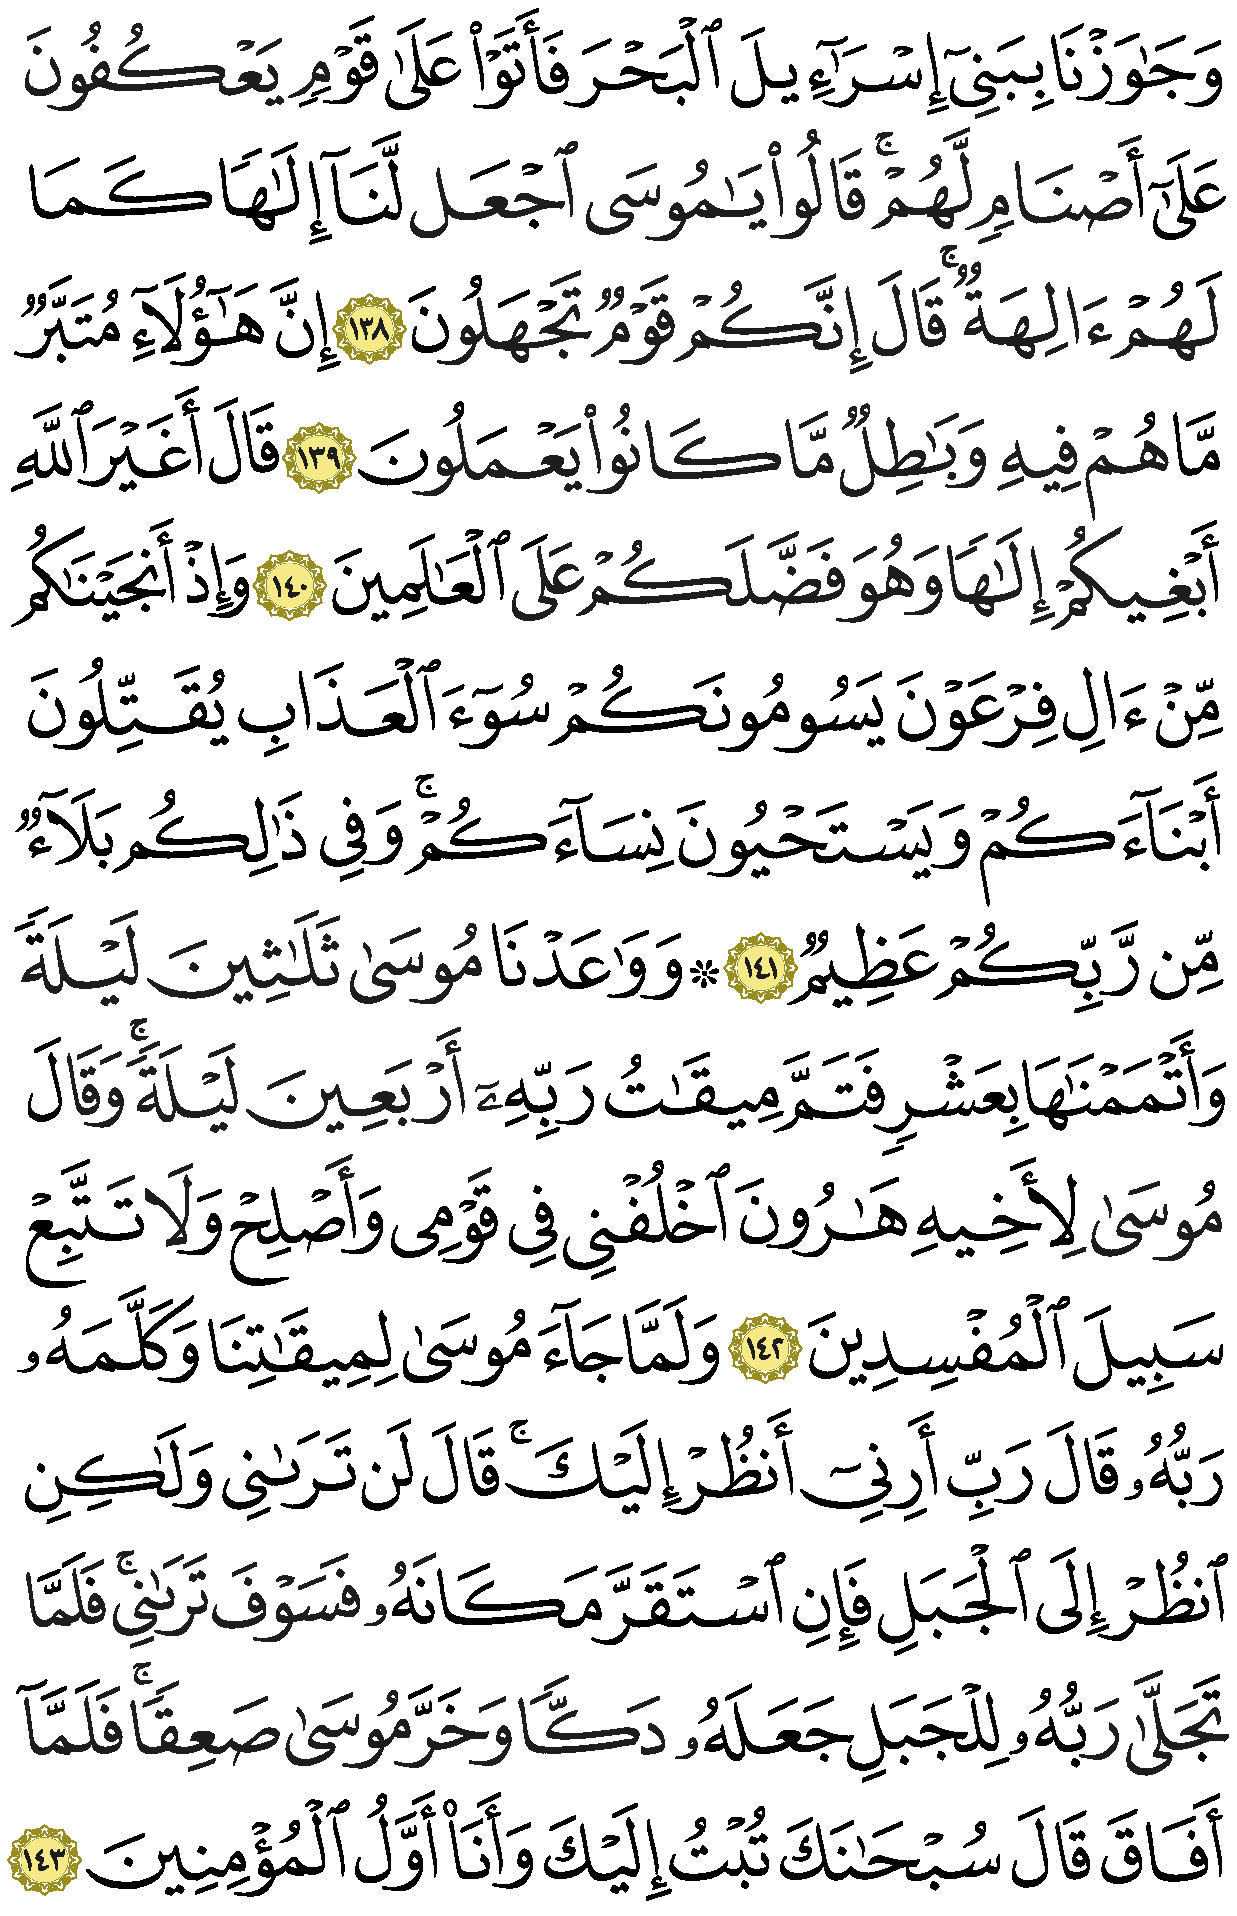 وَجَٰوَزْنَا بِبَنِىٓ إِسْرَٰٓءِيلَ ٱلْبَحْرَ فَأَتَوْا۟ عَلَىٰ قَوْمٍ يَعْكُفُونَ
عَلَىٰٓ أَصْنَامٍ لَّهُمْ ۚ قَالُوا۟ يَٰمُوسَى ٱجْعَل لَّنَآ إِلَٰهًا كَمَا
لَهُمْ ءَالِهَةٌ ۚ قَالَ إِنَّكُمْ قَوْمٌ تَجْهَلُونَ ١٣٨ إِنَّ هَٰٓؤُلَآءِ مُتَبَّرٌ
مَّا هُمْ فِيهِ وَبَٰطِلٌ مَّا كَانُوا۟ يَعْمَلُونَ ١٣٩ قَالَ أَغَيْرَ ٱللَّهِ
أَبْغِيكُمْ إِلَٰهًا وَهُوَ فَضَّلَكُمْ عَلَى ٱلْعَٰلَمِينَ ١٤٠ وَإِذْ أَنجَيْنَٰكُم
مِّنْ ءَالِ فِرْعَوْنَ يَسُومُونَكُمْ سُوٓءَ ٱلْعَذَابِ يُقَتِّلُونَ
أَبْنَآءَكُمْ وَيَسْتَحْيُونَ نِسَآءَكُمْ ۚ وَفِى ذَٰلِكُم بَلَآءٌ
مِّن رَّبِّكُمْ عَظِيمٌ ١٤١ ۞ وَوَٰعَدْنَا مُوسَىٰ ثَلَٰثِينَ لَيْلَةً
وَأَتْمَمْنَٰهَا بِعَشْرٍ فَتَمَّ مِيقَٰتُ رَبِّهِۦٓ أَرْبَعِينَ لَيْلَةً ۚ وَقَالَ
مُوسَىٰ لِأَخِيهِ هَٰرُونَ ٱخْلُفْنِى فِى قَوْمِى وَأَصْلِحْ وَلَا تَتَّبِعْ
سَبِيلَ ٱلْمُفْسِدِينَ ١٤٢ وَلَمَّا جَآءَ مُوسَىٰ لِمِيقَٰتِنَا وَكَلَّمَهُۥ
رَبُّهُۥ قَالَ رَبِّ أَرِنِىٓ أَنظُرْ إِلَيْكَ ۚ قَالَ لَن تَرَىٰنِى وَلَٰكِنِ
ٱنظُرْ إِلَى ٱلْجَبَلِ فَإِنِ ٱسْتَقَرَّ مَكَانَهُۥ فَسَوْفَ تَرَىٰنِى ۚ فَلَمَّا
تَجَلَّىٰ رَبُّهُۥ لِلْجَبَلِ جَعَلَهُۥ دَكًّا وَخَرَّ مُوسَىٰ صَعِقًا ۚ فَلَمَّآ
أَفَاقَ قَالَ سُبْحَٰنَكَ تُبْتُ إِلَيْكَ وَأَنَا۠ أَوَّلُ ٱلْمُؤْمِنِينَ ١٤٣